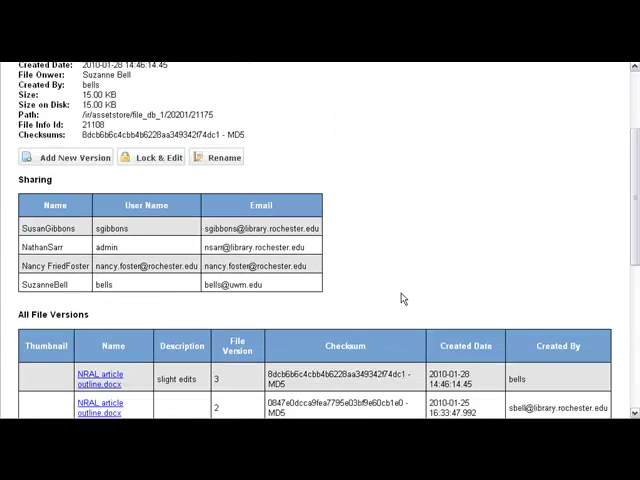 Created Date: 2010-01-28 14:46:14.45
File Onwer: Suzanne Bell
Created By: bells
Size: 15.00 KB
Size on Disk: 15.00 KB
Path: /ir/assetstore/file_db_1/20201/21175
File Info Id: 21108
Checksums: 8dcb6b6c4cbb4b6228aa349342f74dc1 - MD5
Add New Version Lock & Edit Rename
Sharing
Name User Name Email
SusanGibbons sgibbons sgibbons@library.rochester.edu
NathanSarr admin nsarr@library.rochester.edu
Nancy FriedFoster nancy.foster@rochester.edu nancy.foster@rochester.edu
SuzanneBell bells bells@uwm.edu
All File Versions
Thumbnail Name Description File Version Checksum Created Date Created By
NRAL article outline.docx slight edits 3 8dcb6b6c4cbb4b6228aa349342f74dc1 - MD5 2010-01-28 14:46:14.45 bells
NRAL article outline.docx 2 0847e0dcca9fea7795e03bf9e60cb1e0 - MD5 2010-01-25 16:33:47.992 sbell@library.rochester.edu